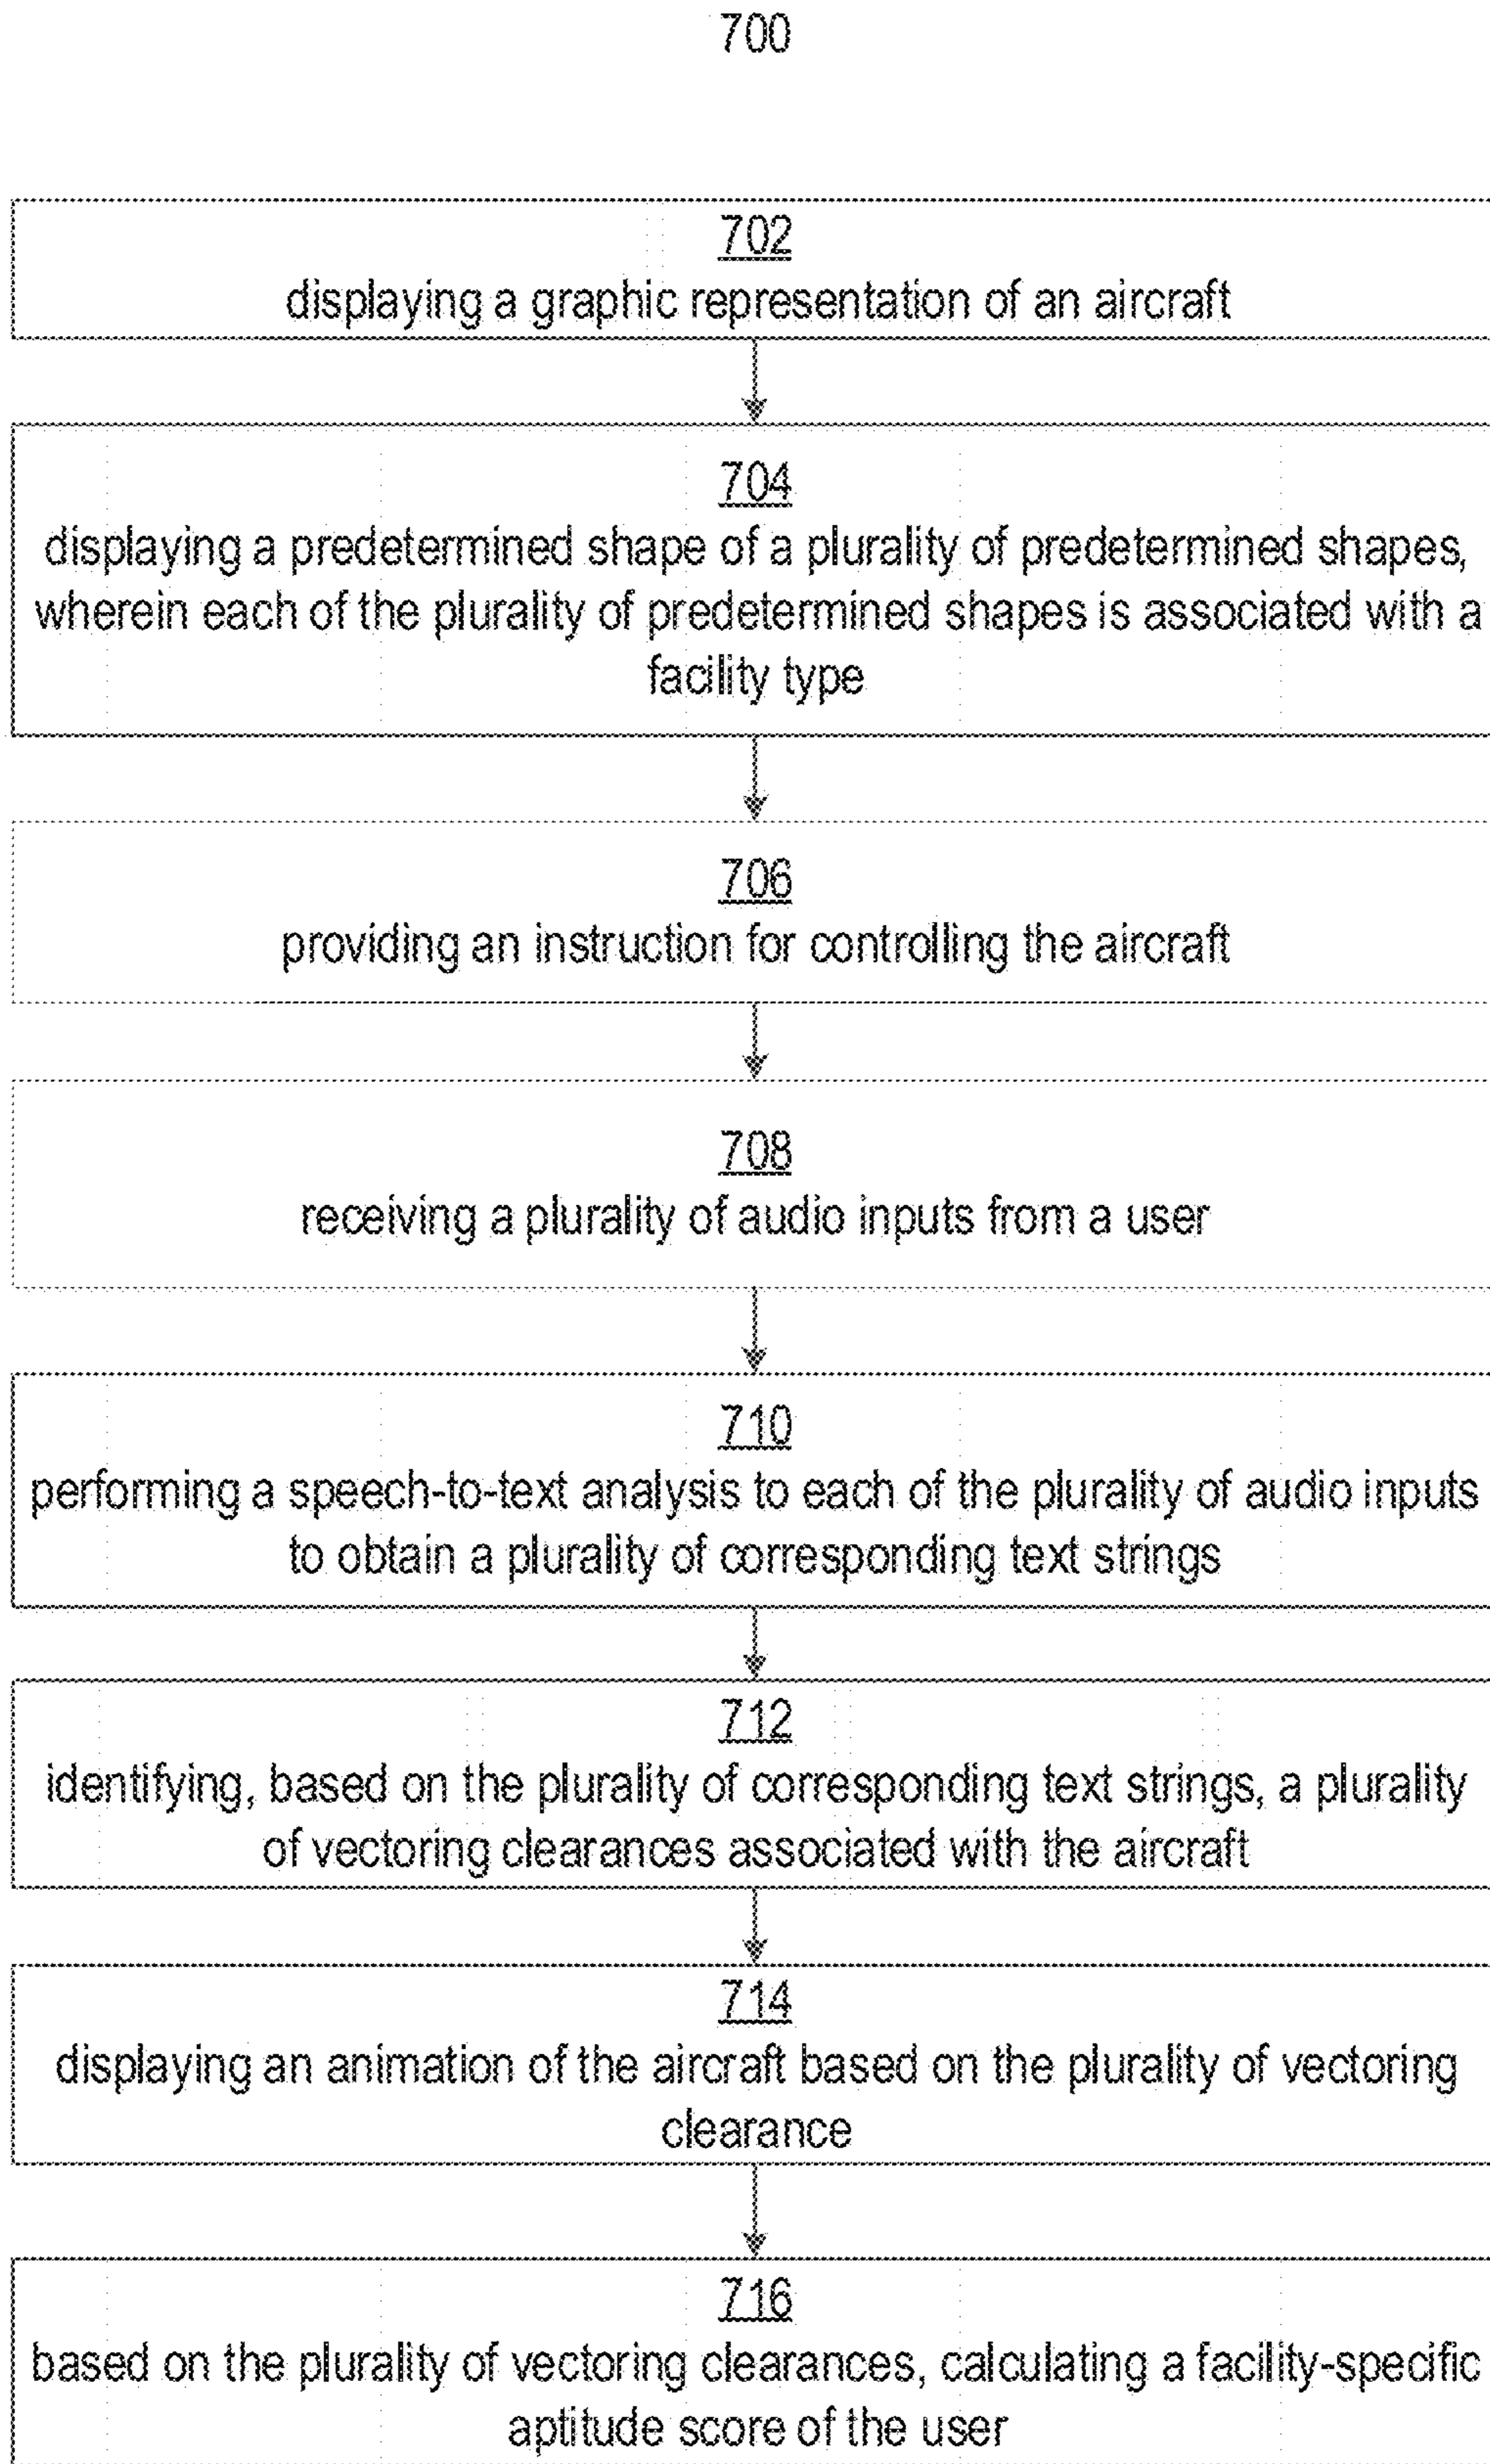 700
702
displaying a graphic representation of an aircraft
704
displaying a predetermined shape of a plurality of predetermined shapes,
wherein each of the plurality of predetermined shapes is associated with a
facility type
706
providing an instruction for controlling the aircraft
708
receiving a plurality of audio inputs from a user
710
performing a speech-to-text analysis to each of the plurality of audio inputs
to obtain a plurality of corresponding text strings
712
identifying, based on the plurality of corresponding text strings, a plurality
of vectoring clearances associated with the aircraft
714
displaying an animation of the aircraft based on the plurality of vectoring
clearance
716
based on the plurality of vectoring clearances, calculating a facility-specific
aptitude score of the user